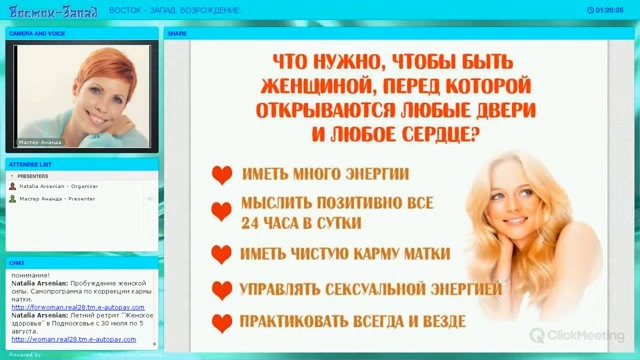 Восток-Запад
ВОСТОК - ЗАПАД. ВОЗРОЖДЕНИЕ.
01:26:26
CAMERA AND VOICE
SHARE
Мастер Ананда
ATTENDEE LIST
PRESENTERS
Natalia Arsenian - Organizer
Мастер Ананда - Presenter
CHAT
понимание!
Natalia Arsenian: Пробуждение женской
силы. Самопрограмма по коррекции кармы
матки.
http://forwoman.real28.tm.e-autopay.com
Natalia Arsenian: Летний ретрит "Женское
здоровье" в Подмосковье с 30 июля по 5
августа.
http://woman.real28.tm.e-autopay.com
Powered by
ЧТО НУЖНО, ЧТОБЫ БЫТЬ
ЖЕНЩИНОЙ, ПЕРЕД КОТОРОЙ
ОТКРЫВАЮТСЯ ЛЮБЫЕ ДВЕРИ
И ЛЮБОЕ СЕРДЦЕ?
ИМЕТЬ МНОГО ЭНЕРГИИ
МЫСЛИТЬ ПОЗИТИВНО ВСЕ
24 ЧАСА В СУТКИ
ИМЕТЬ ЧИСТУЮ КАРМУ МАТКИ
УПРАВЛЯТЬ СЕКСУАЛЬНОЙ ЭНЕРГИЕЙ
ПРАКТИКОВАТЬ ВСЕГДА И ВЕЗДЕ
ClickMeeting